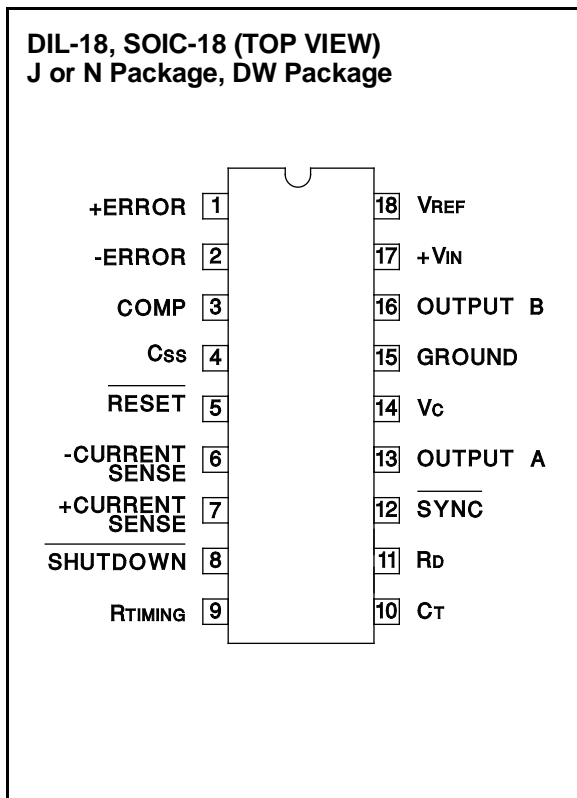 DIL-18, SOIC-18 (TOP VIEW)
J or N Package, DW Package
+ERROR 1
18 VREF
-ERROR 2
17 +VIN
COMP 3
16 OUTPUT B
CSS 4
15 GROUND
RESET 5
14 VC
-CURRENT
SENSE 6
13 OUTPUT A
+CURRENT
SENSE 7
12 SYNC
SHUTDOWN 8
11 RD
RTIMING 9
10 CT